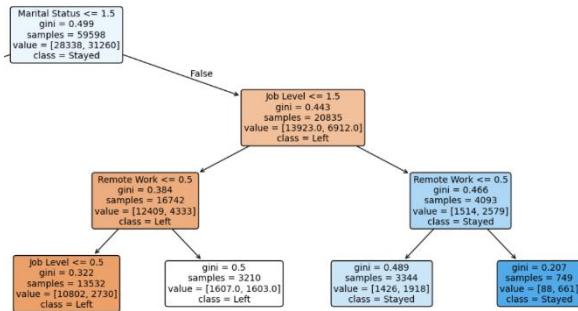 Marital Status <= 1.5
gini = 0.499
samples = 59598
value = [28338, 31260]
class = Stayed
False
Job Level <= 1.5
gini = 0.443
samples = 20835
value = [13923.0, 6912.0]
class = Left
Remote Work <= 0.5
gini = 0.384
samples = 16742
value = [12409, 4333]
class = Left
Remote Work <= 0.5
gini = 0.466
samples = 4093
value = [1514, 2579]
class = Stayed
Job Level <= 0.5
gini = 0.322
samples = 13532
value = [10802, 2730]
class = Left
gini = 0.5
samples = 3210
value = [1607.0, 1603.0]
class = Left
gini = 0.489
samples = 3344
value = [1426, 1918]
class = Stayed
gini = 0.207
samples = 749
value = [88, 661]
class = Stayed